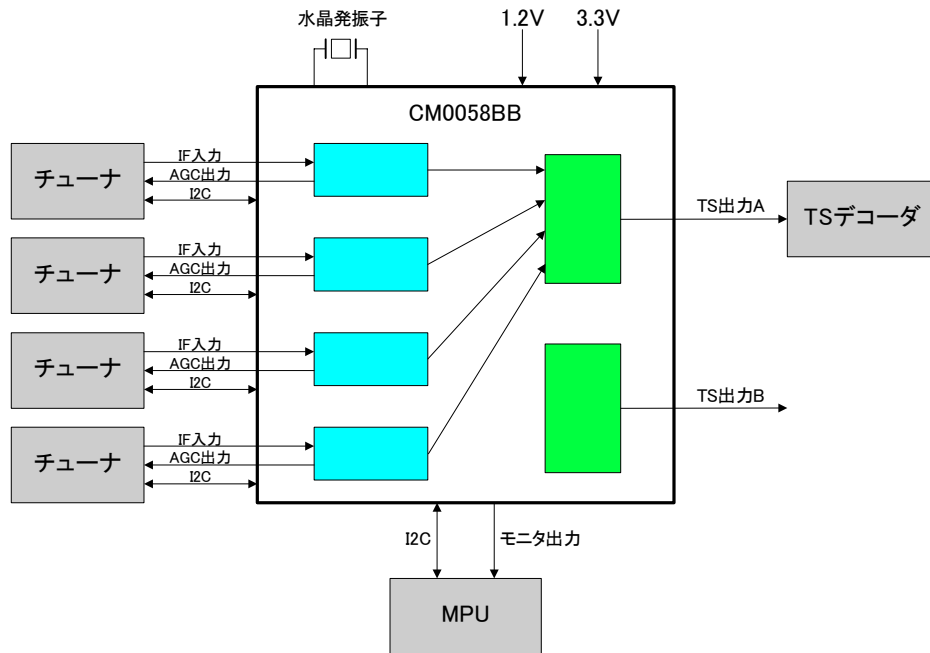 水晶発振子
1.2V
3.3V
CM0058BB
チューナ
IF入力
AGC出力
I2C
チューナ
IF入力
AGC出力
I2C
チューナ
IF入力
AGC出力
I2C
チューナ
IF入力
AGC出力
I2C
TS出力A
TSデコーダ
TS出力B
I2C
モニタ出力
MPU